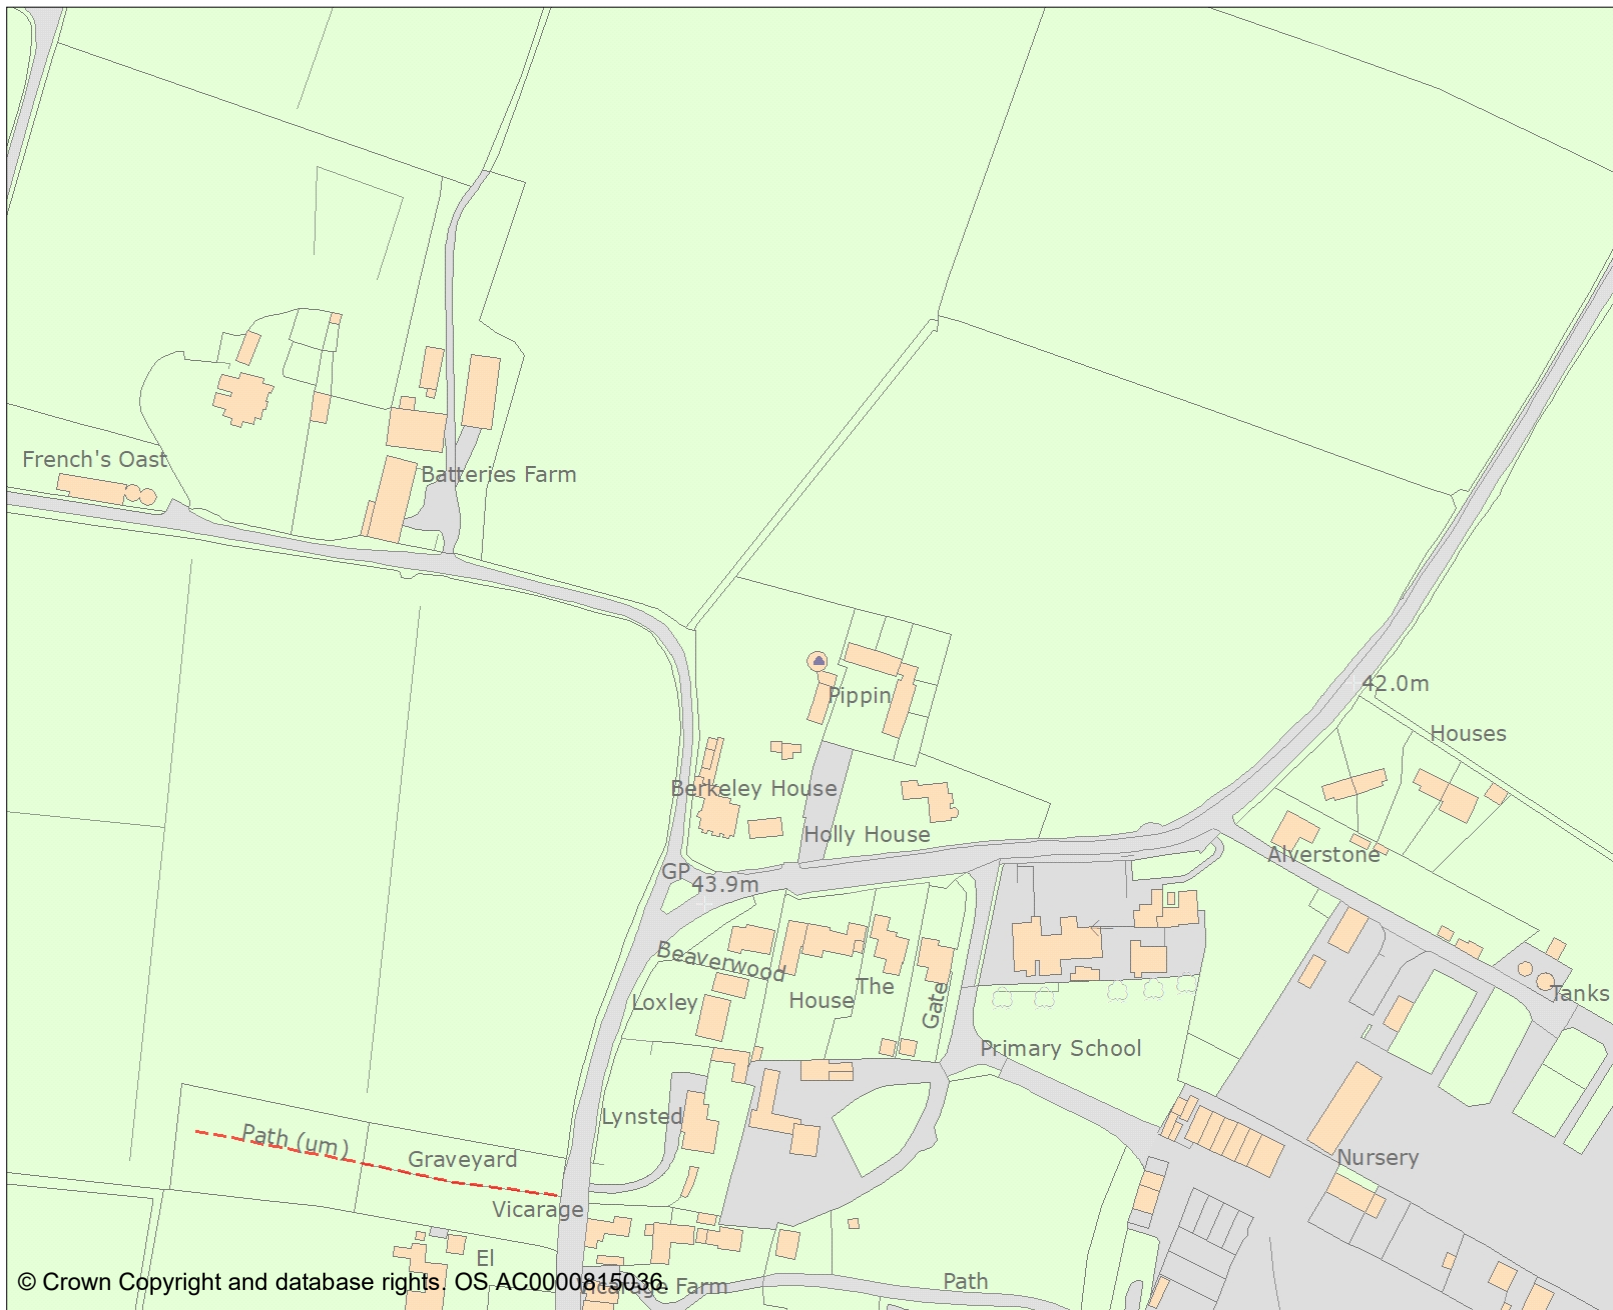 French's Oast
Batteries Farm
42.0m
Pippin
Houses
Berkeley House
Holly House
Alverstone
GP
43.9m
Beaverwood
The
House
Loxley
Gate
Tanks
Primary School
Lynsted
Path (um)
Graveyard
Nursery
Vicarage
El
Path
Vicarage Farm
© Crown Copyright and database rights. OS AC0000815036.